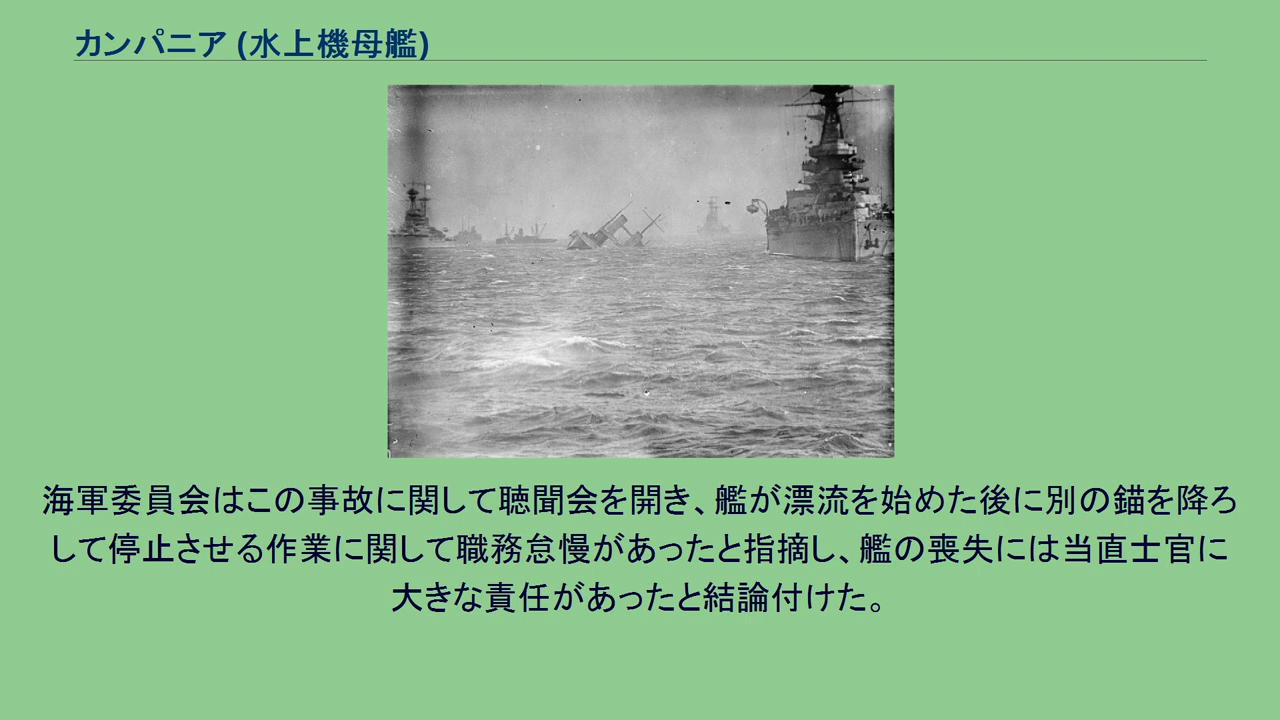 カンパニア (水上機母艦)
海軍委員会はこの事故に関して聴聞会を開き、艦が漂流を始めた後に別の錨を降ろ
して停止させる作業に関して職務怠慢があったと指摘し、艦の喪失には当直士官に
大きな責任があったと結論付けた。